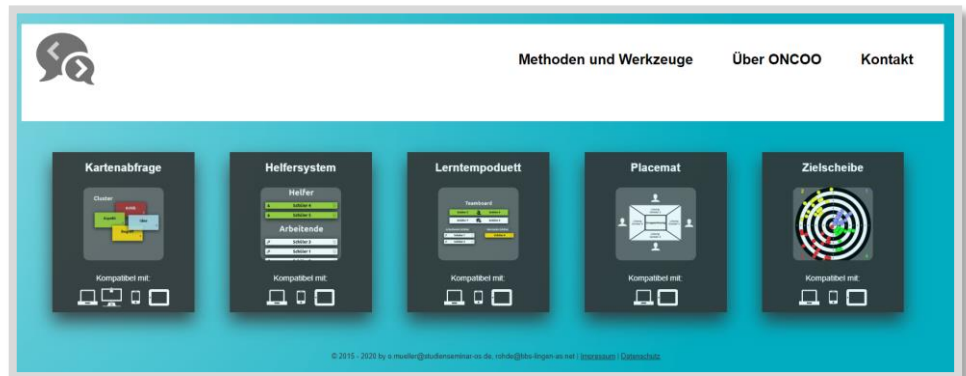 Methoden und Werkzeuge Über ONCOO Kontakt
Kartenabfrage Helfersystem Lerntempoduett Placemat Zielscheibe
Cluster
Helfer
Arbeitende
Teamboard
Kompatibel mit: Kompatibel mit: Kompatibel mit: Kompatibel mit: Kompatibel mit:
© 2015 - 2020 by o.mueller@studienseminar-os.de, rohde@bbs-lingen-as.net | Impressum | Datenschutz